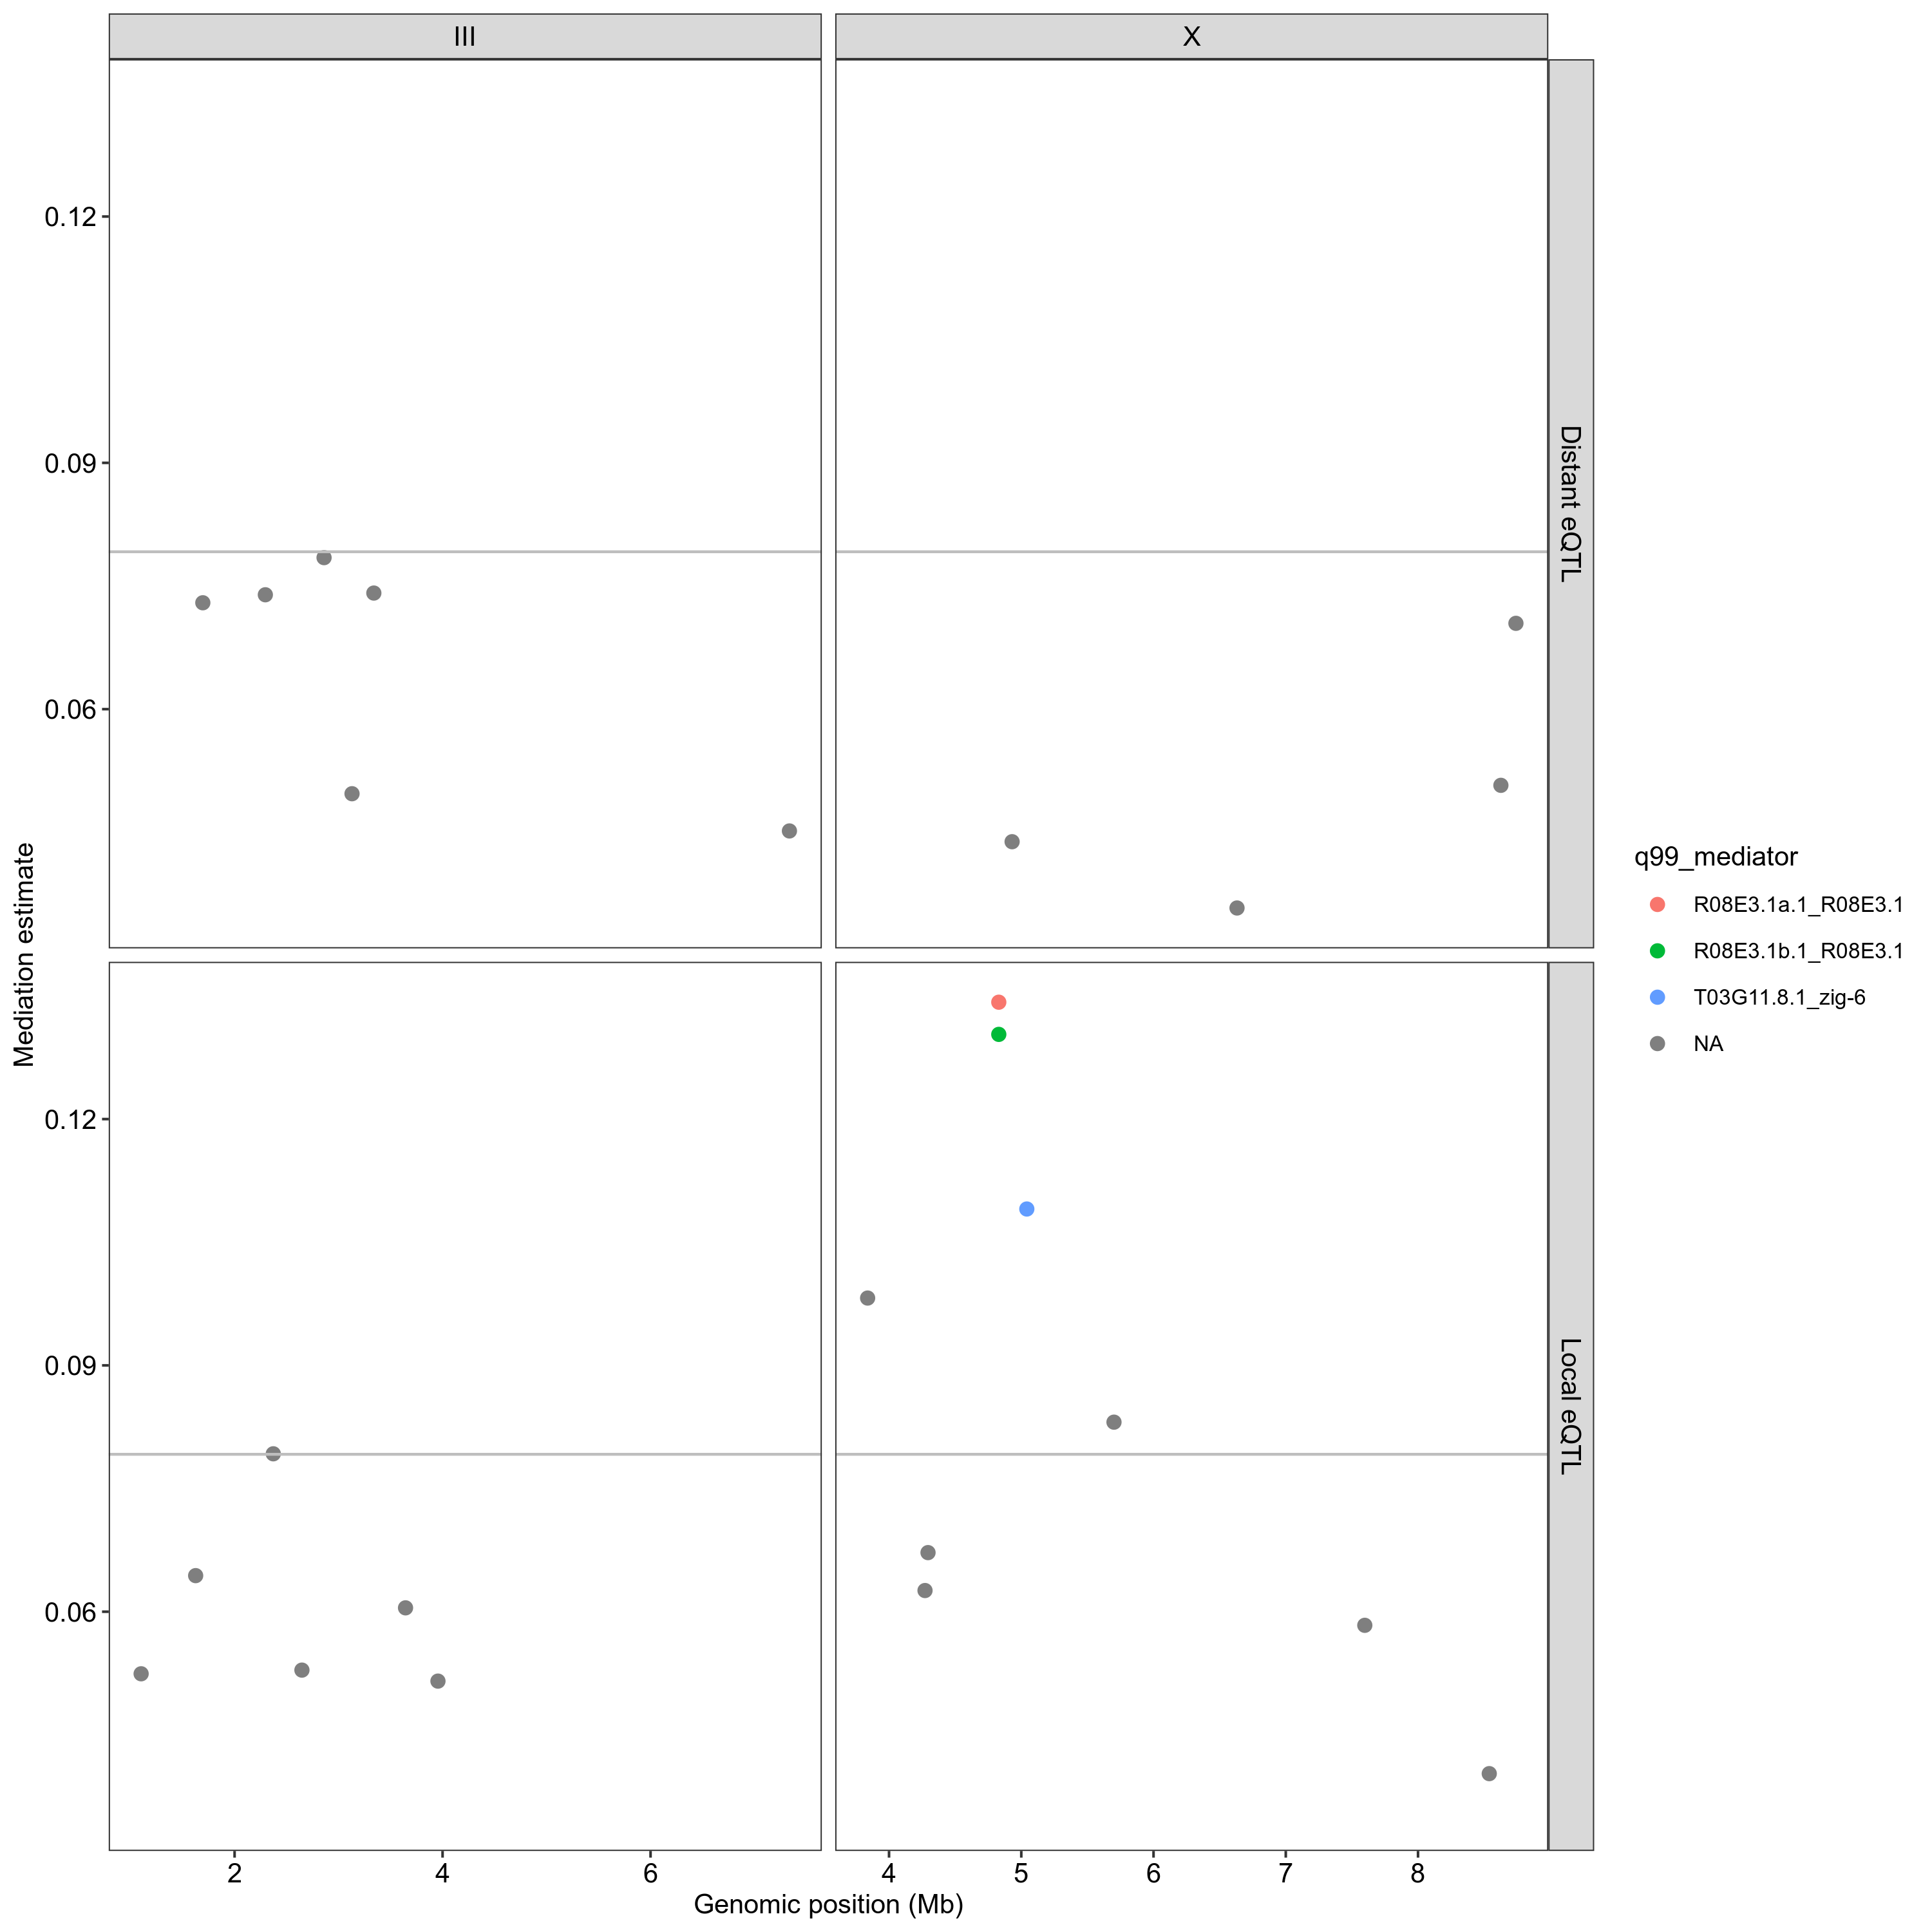 III
X
0.12
0.09
0.06
Distant eQTL
Mediation estimate
0.12
0.09
0.06
Local eQTL
2
4
6
4
5
6
7
8
Genomic position (Mb)
q99_mediator
R08E3.1a.1_R08E3.1
R08E3.1b.1_R08E3.1
T03G11.8.1_zig-6
NA